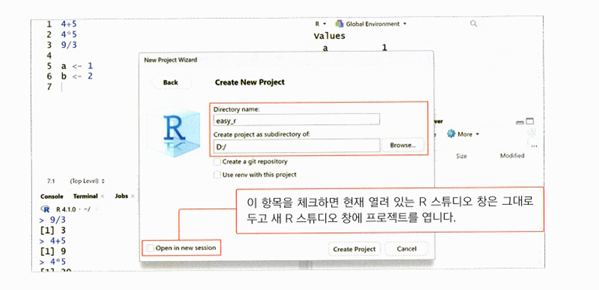 1 4+5
2 4*5
3 9/3
4
5 a <- 1
6 b <- 2
7
R Global Environment
values
a 1
New Project Wizard
Back
Create New Project
R
Directory name:
easy_r
Create project as subdirectory of:
D:/
Browse...
Create a git repository
Use renv with this project
More
Size Modified
7:1 (Top Level)
Console Terminal Jobs
R R 4.1.0 · ~/
> 9/3
[1] 3
> 4+5
[1] 9
> 4*5
[1] 20
이 항목을 체크하면 현재 열려 있는 R 스튜디오 창은 그대로
두고 새 R 스튜디오 창에 프로젝트를 엽니다.
Open in new session
Create Project
Cancel